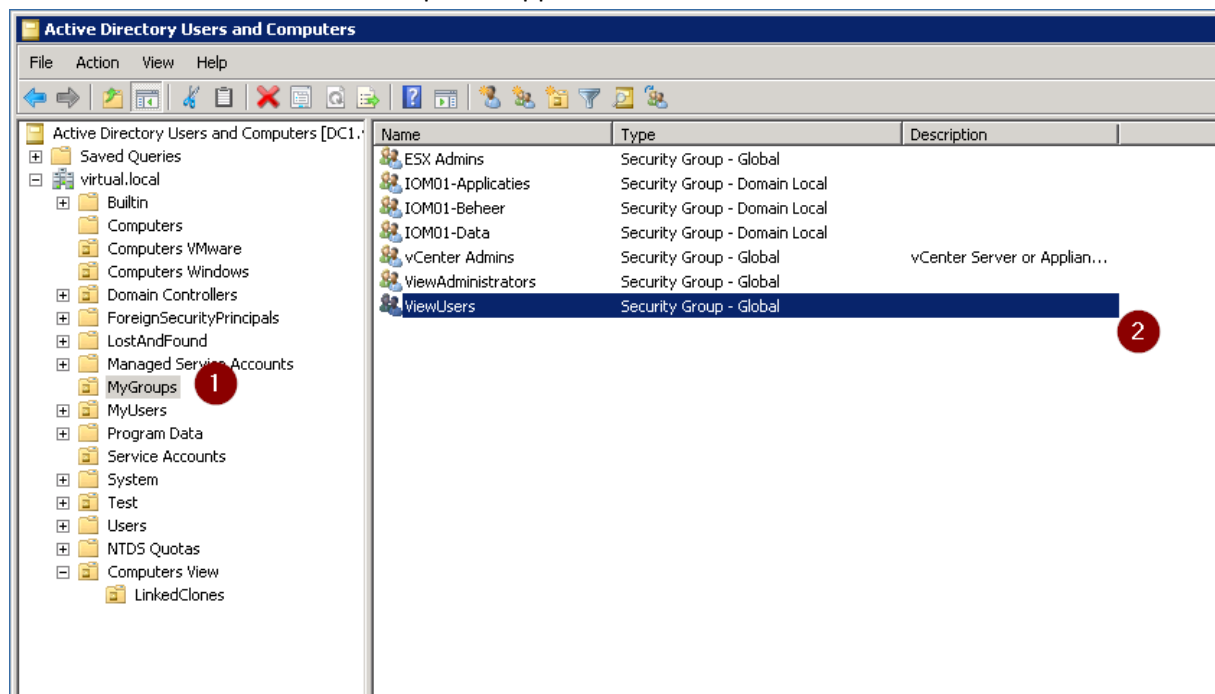 Active Directory Users and Computers
File Action View Help
Active Directory Users and Computers [DC1.
Saved Queries
virtual.local
Builtin
Computers
Computers VMware
Computers Windows
Domain Controllers
ForeignSecurityPrincipals
LostAndFound
Managed Service Accounts
MyGroups 1
MyUsers
Program Data
Service Accounts
System
Test
Users
NTDS Quotas
Computers View
LinkedClones
Name Type Description
ESX Admins Security Group - Global
IOM01-Applicaties Security Group - Domain Local
IOM01-Beheer Security Group - Domain Local
IOM01-Data Security Group - Domain Local
vCenter Admins Security Group - Global vCenter Server or Applian...
ViewAdministrators Security Group - Global
ViewUsers Security Group - Global
2